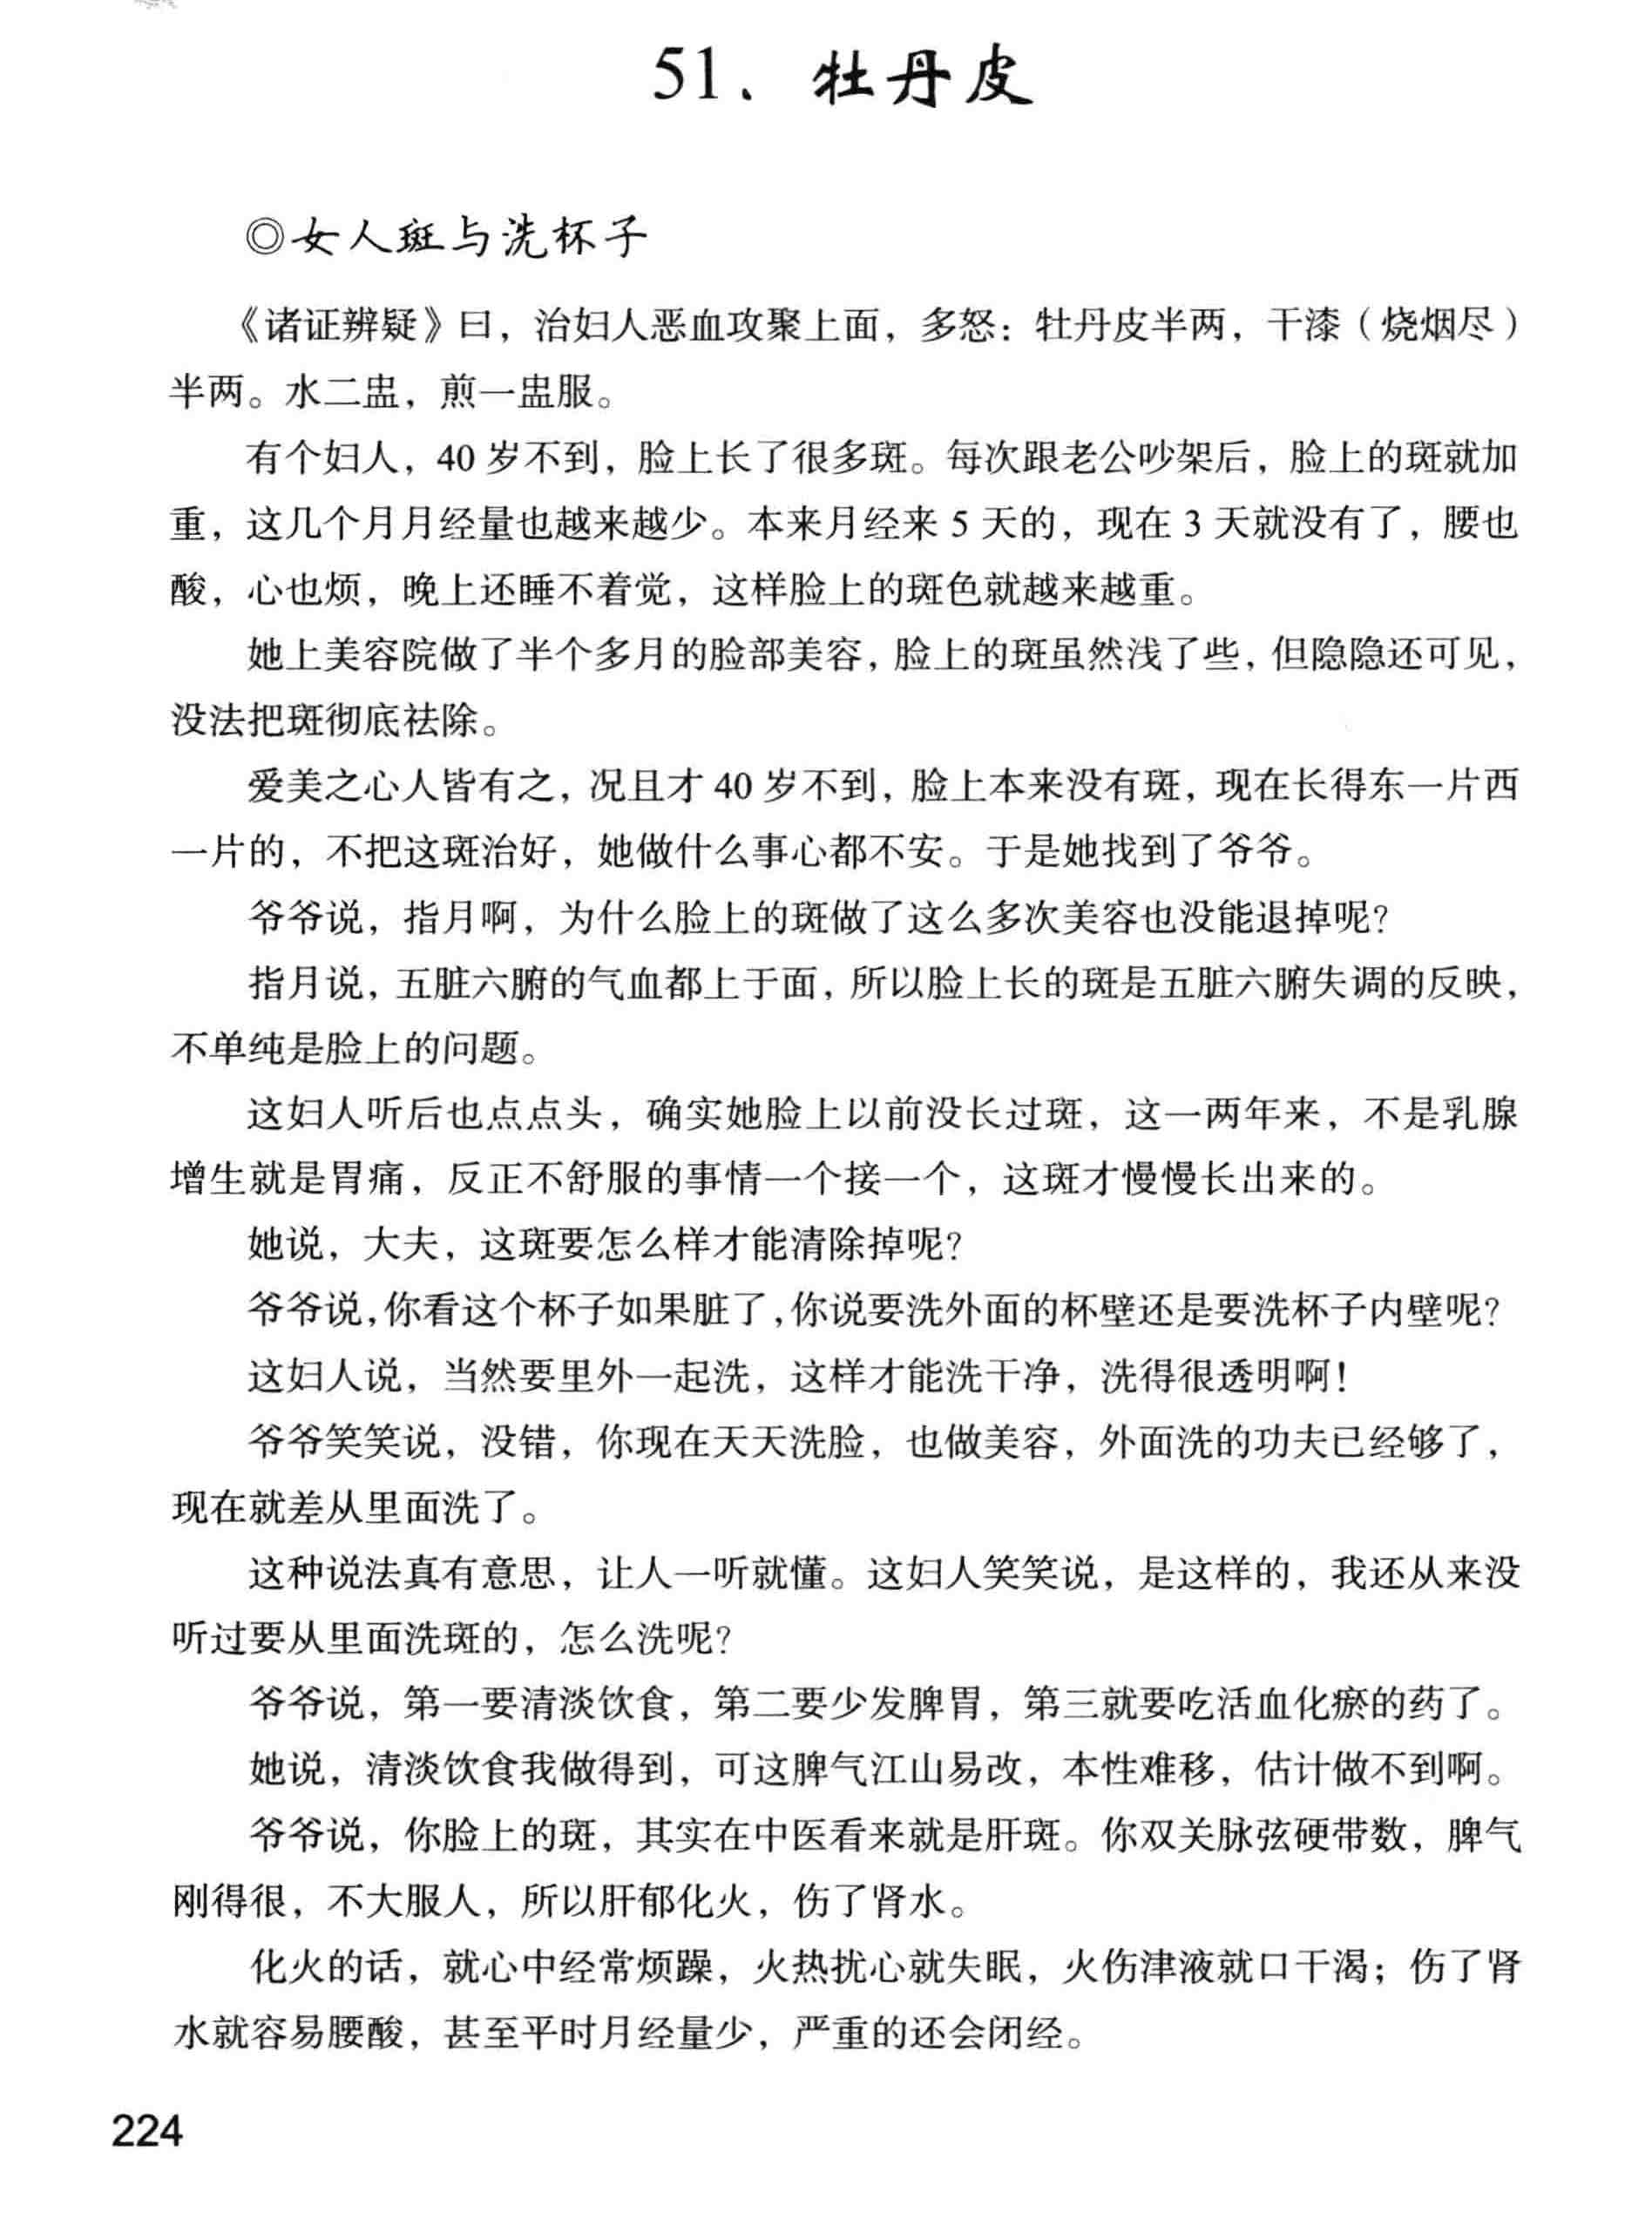 51、牡丹皮
◎女人斑与洗杯子
《诸证辨疑》曰，治妇人恶血攻聚上面，多怒：牡丹皮半两，干漆（烧烟尽）
半两。水二盅，煎一盅服。
有个妇人，40 岁不到，脸上长了很多斑。每次跟老公吵架后，脸上的斑就加
重，这几个月月经量也越来越少。本来月经来 5 天的，现在 3 天就没有了，腰也
酸，心也烦，晚上还睡不着觉，这样脸上的斑色就越来越重。
她上美容院做了半个多月的脸部美容，脸上的斑虽然浅了些，但隐隐还可见，
没法把斑彻底祛除。
爱美之心人皆有之，况且才 40 岁不到，脸上本来没有斑，现在长得东一片西
一片的，不把这斑治好，她做什么事心都不安。于是她找到了爷爷。
爷爷说，指月啊，为什么脸上的斑做了这么多次美容也没能退掉呢？
指月说，五脏六腑的气血都上于面，所以脸上长的斑是五脏六腑失调的反映，
不单纯是脸上的问题。
这妇人听后也点点头，确实她脸上以前没长过斑，这一两年来，不是乳腺
增生就是胃痛，反正不舒服的事情一个接一个，这斑才慢慢长出来的。
她说，大夫，这斑要怎么样才能清除掉呢？
爷爷说，你看这个杯子如果脏了，你说要洗外面的杯壁还是要洗杯子内壁呢？
这妇人说，当然要里外一起洗，这样才能洗干净，洗得很透明啊！
爷爷笑笑说，没错，你现在天天洗脸，也做美容，外面洗的功夫已经够了，
现在就差从里面洗了。
这种说法真有意思，让人一听就懂。这妇人笑笑说，是这样的，我还从来没
听过要从里面洗斑的，怎么洗呢？
爷爷说，第一要清淡饮食，第二要少发脾胃，第三就要吃活血化瘀的药了。
她说，清淡饮食我做得到，可这脾气江山易改，本性难移，估计做不到啊。
爷爷说，你脸上的斑，其实在中医看来就是肝斑。你双关脉弦硬带数，脾气
刚得很，不大服人，所以肝郁化火，伤了肾水。
化火的话，就心中经常烦躁，火热扰心就失眠，火伤津液就口干渴；伤了肾
水就容易腰酸，甚至平时月经量少，严重的还会闭经。
224